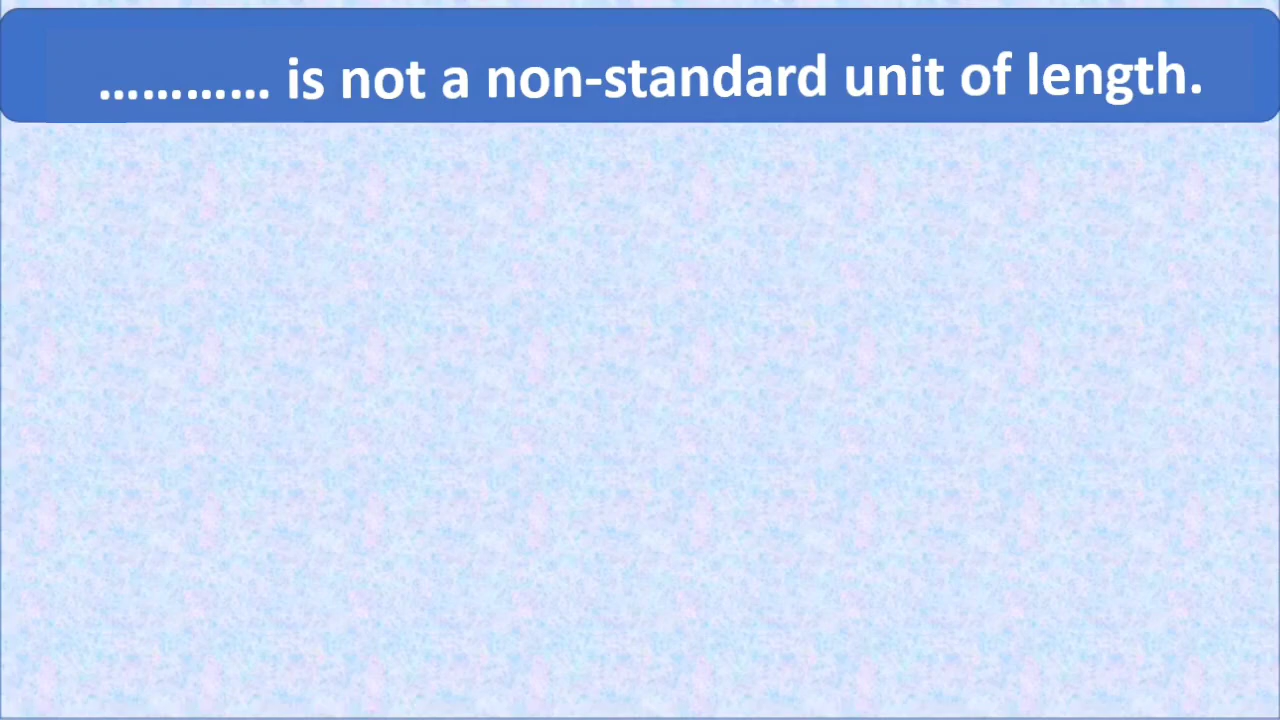 ………… is not a non-standard unit of length.